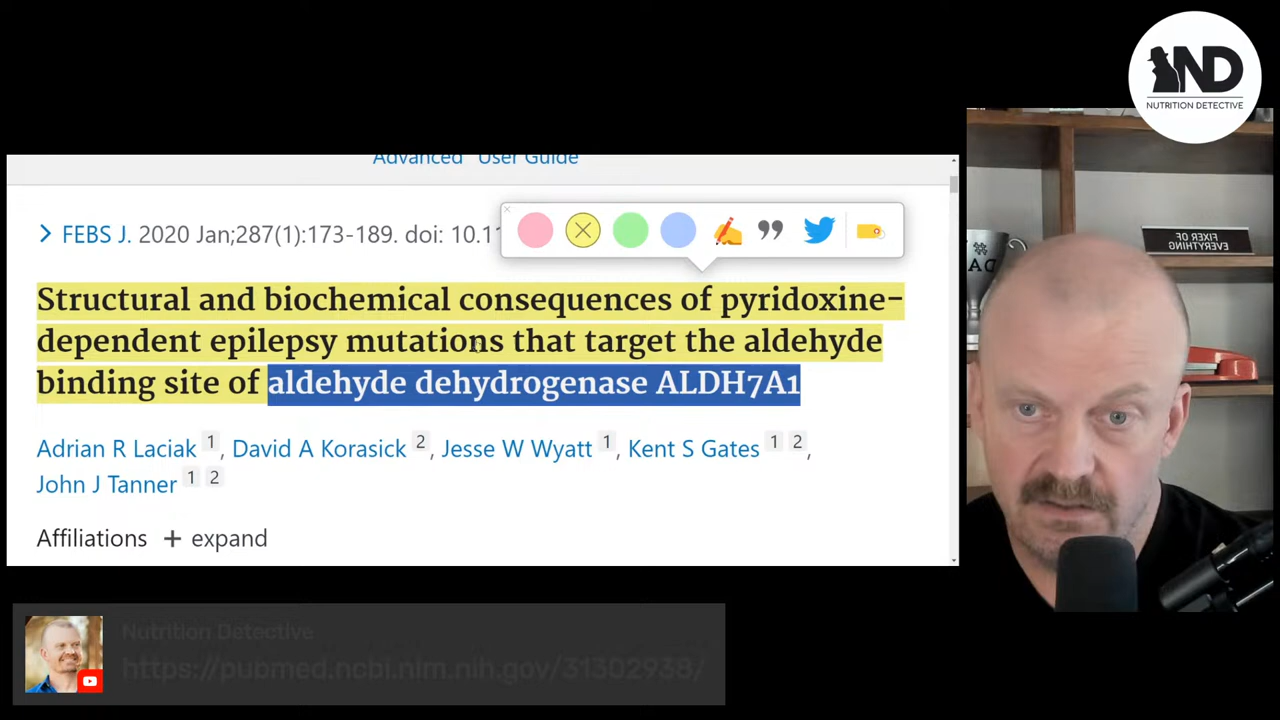 ND
NUTRITION DETECTIVE
Advanced User Guide
FEBS J. 2020 Jan;287(1):173-189. doi: 10.11
Structural and biochemical consequences of pyridoxine-
dependent epilepsy mutations that target the aldehyde
binding site of aldehyde dehydrogenase ALDH7A1
Adrian R Laciak 1, David A Korasick 2, Jesse W Wyatt 1, Kent S Gates 1 2,
John J Tanner 1 2
Affiliations + expand
FIXER OF
EVERYTHING
DA
Nutrition Detective
https://pubmed.ncbi.nlm.nih.gov/31302938/